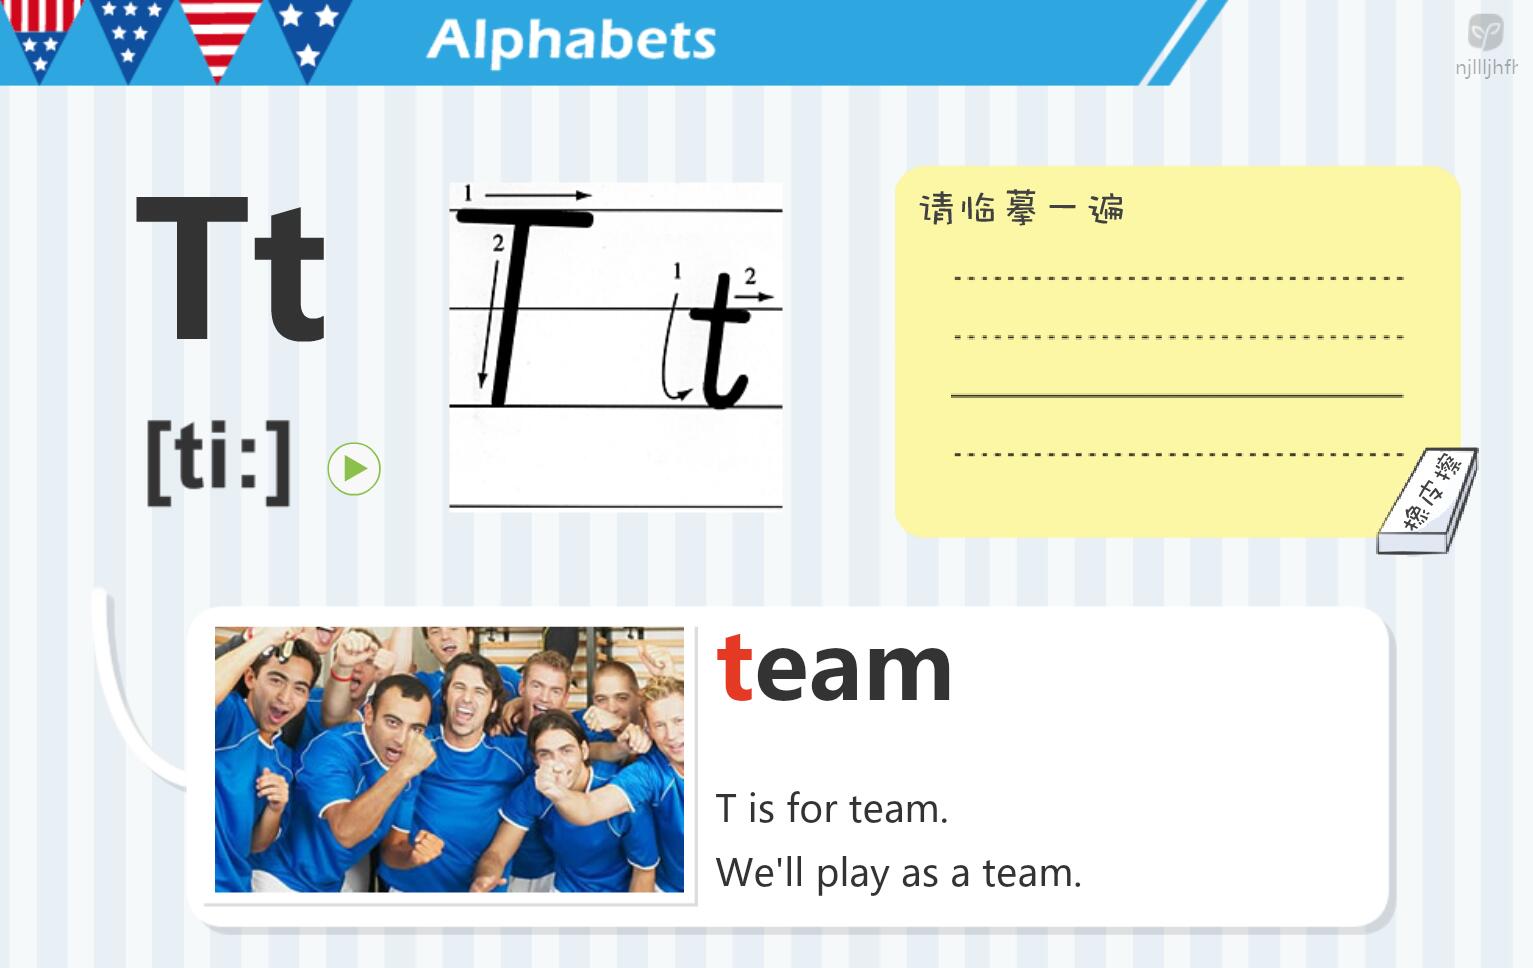 Alphabets
njllljhfh
Tt
[ti:]
1
2
T t
1
2
请临摹一遍
橡皮擦
team
T is for team.
We'll play as a team.